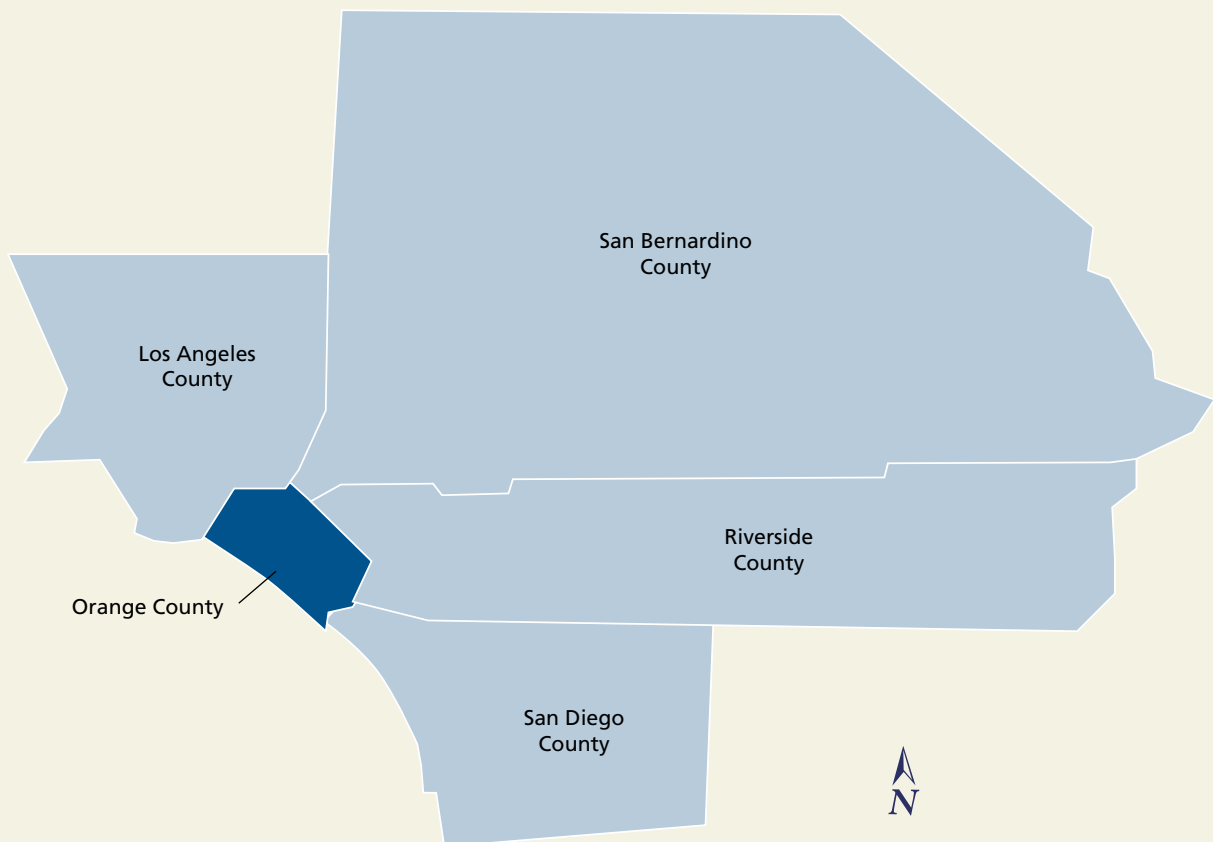 San Bernardino
County
Los Angeles
County
Riverside
County
Orange County
San Diego
County
N